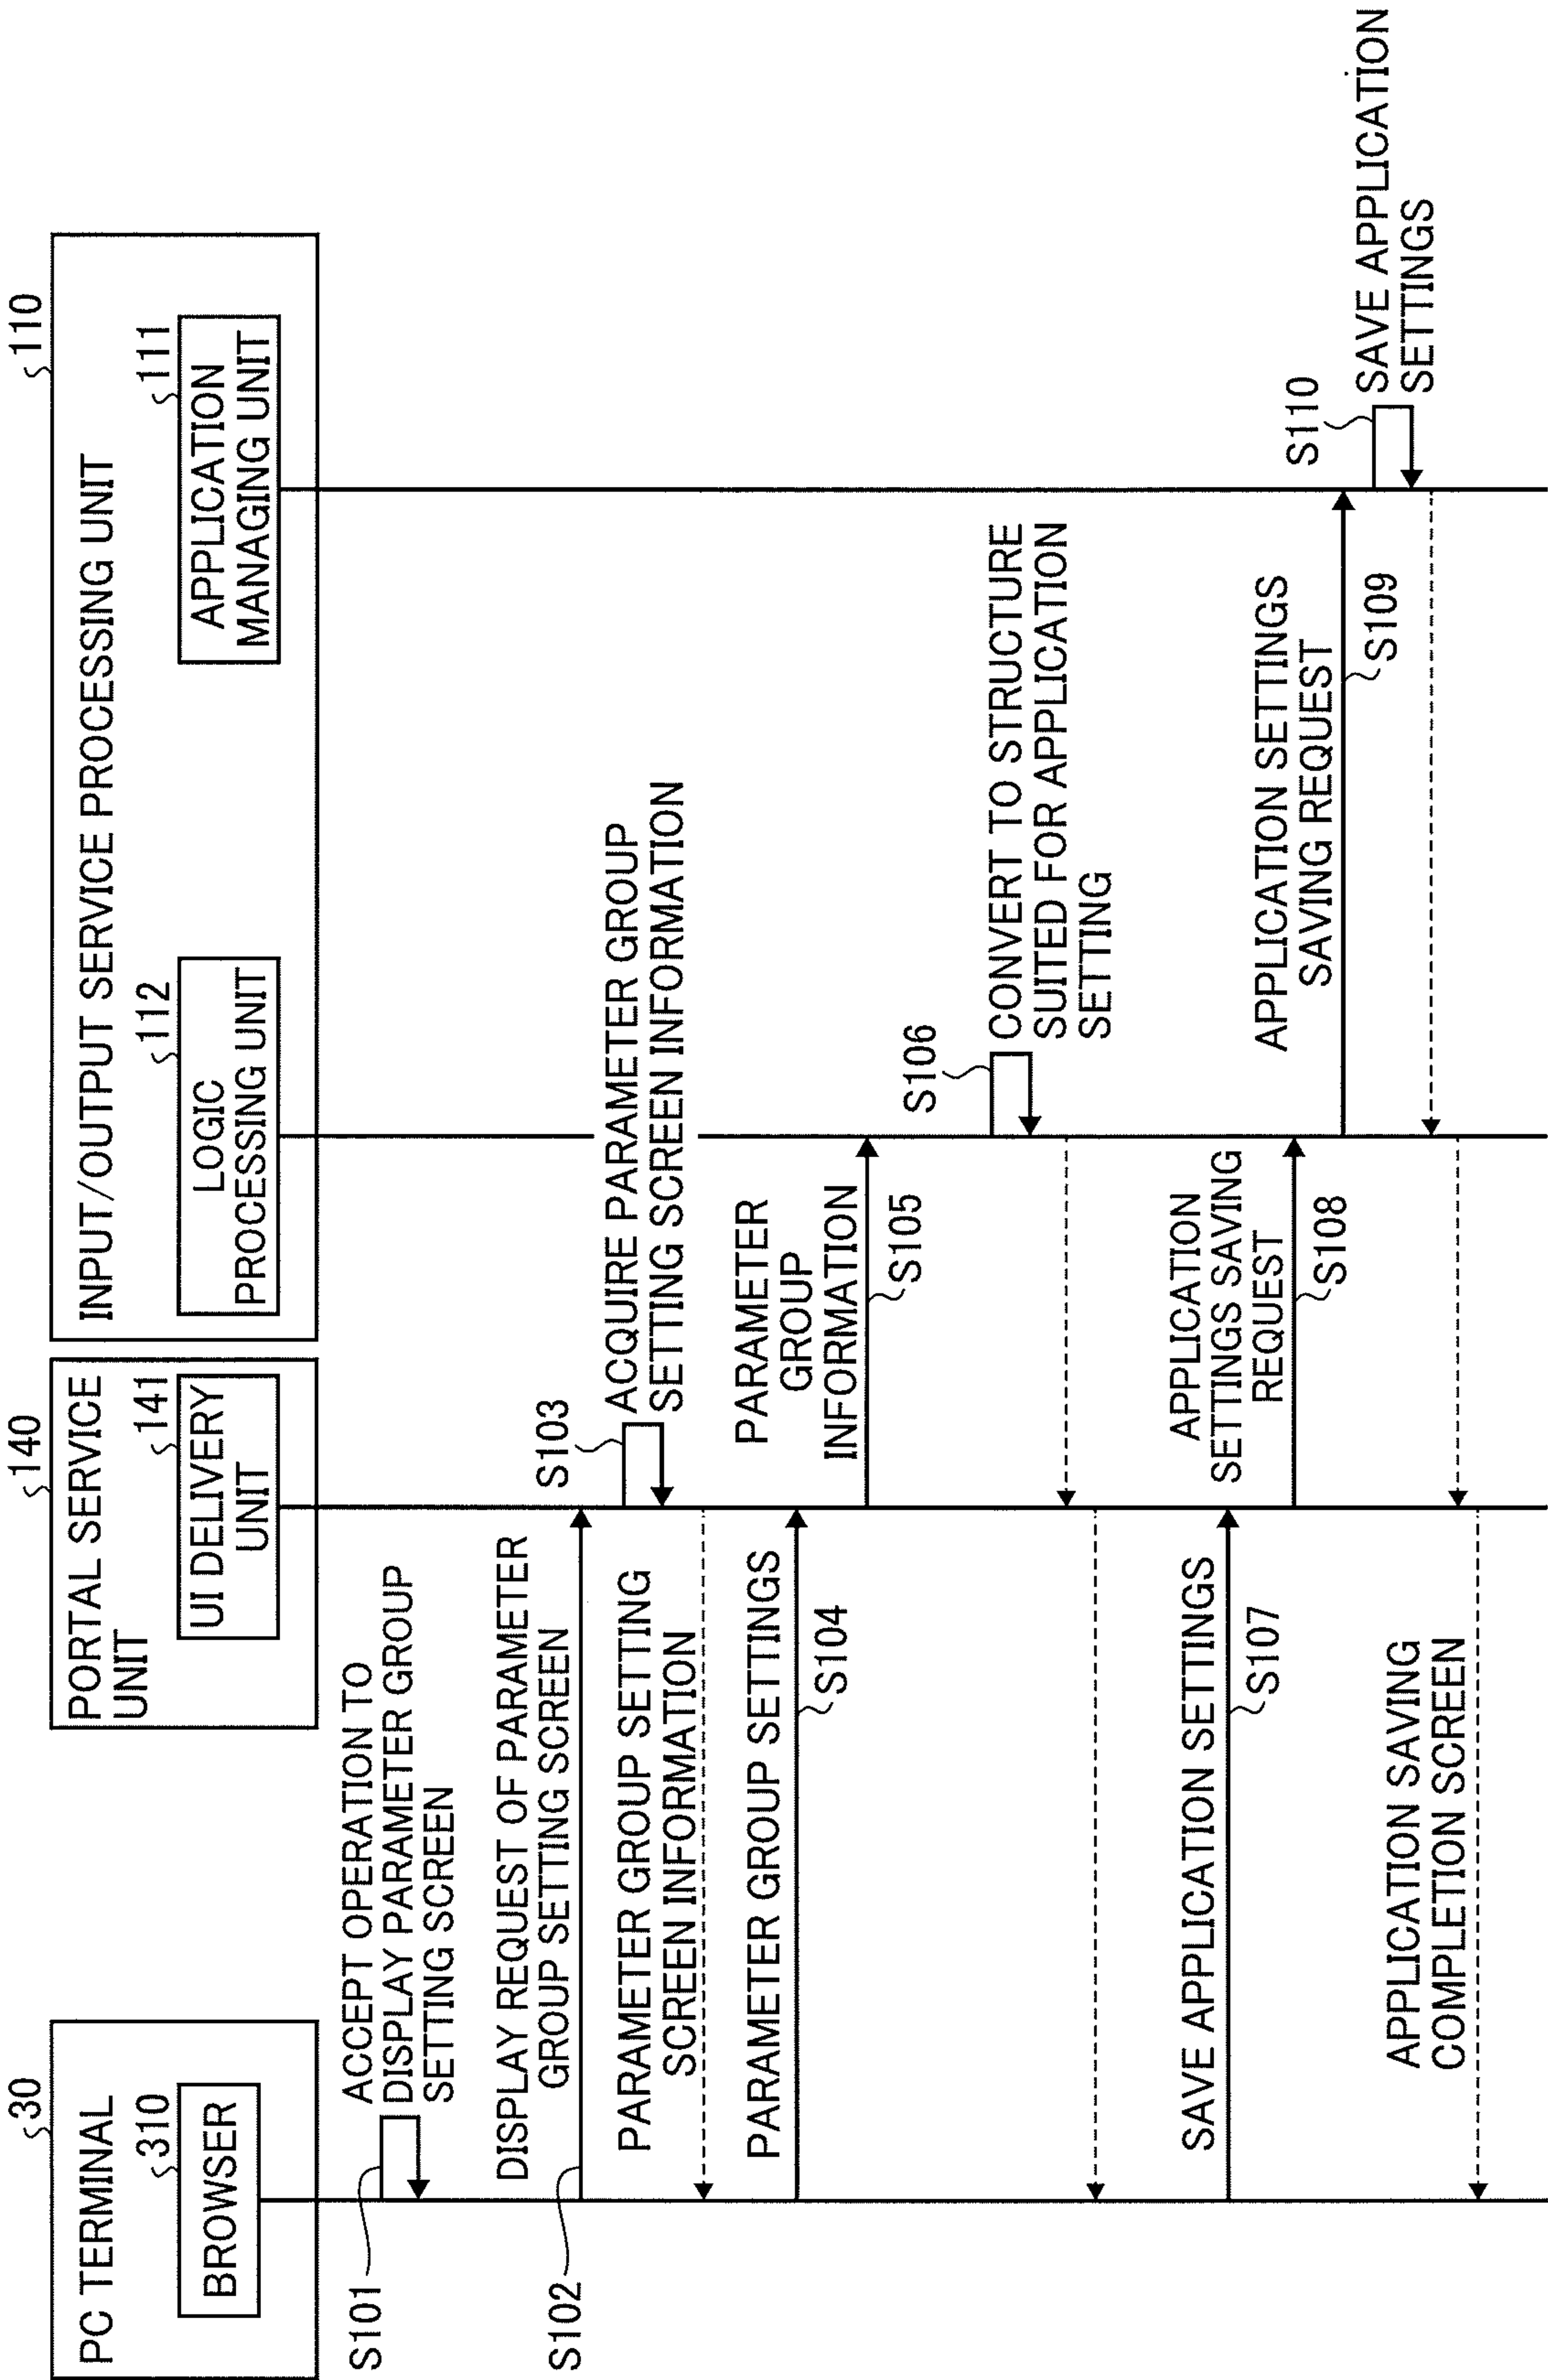 30
PC TERMINAL
310
BROWSER
140
PORTAL SERVICE
UNIT
141
UI DELIVERY
UNIT
110
INPUT/OUTPUT SERVICE PROCESSING UNIT
112
LOGIC
PROCESSING UNIT
111
APPLICATION
MANAGING UNIT
S101
ACCEPT OPERATION TO
DISPLAY PARAMETER GROUP
SETTING SCREEN
S102
DISPLAY REQUEST OF PARAMETER
GROUP SETTING SCREEN
S103
ACQUIRE PARAMETER GROUP
SETTING SCREEN INFORMATION
PARAMETER GROUP SETTING
SCREEN INFORMATION
PARAMETER GROUP SETTINGS
S104
PARAMETER
GROUP
INFORMATION
S105
S106
CONVERT TO STRUCTURE
SUITED FOR APPLICATION
SETTING
SAVE APPLICATION SETTINGS
S107
APPLICATION
SETTINGS SAVING
REQUEST
S108
APPLICATION SETTINGS
SAVING REQUEST
S109
S110
SAVE APPLICATION
SETTINGS
APPLICATION SAVING
COMPLETION SCREEN